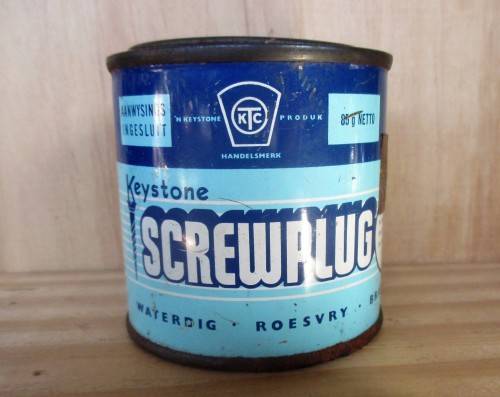 AANWYSINGS
INGESLUIT
'N KEYSTONE KTC PRODUK
HANDELSMERK
85 g NETTO
Keystone
SCREWPLUG
WATERDIG · ROESVRY ·